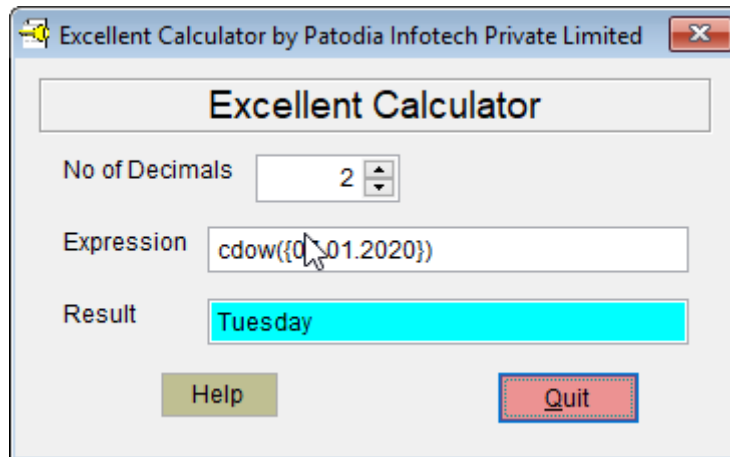 Excellent Calculator by Patodia Infotech Private Limited
Excellent Calculator
No of Decimals 2
Expression cdow({0 .01.2020})
Result Tuesday
Help Quit